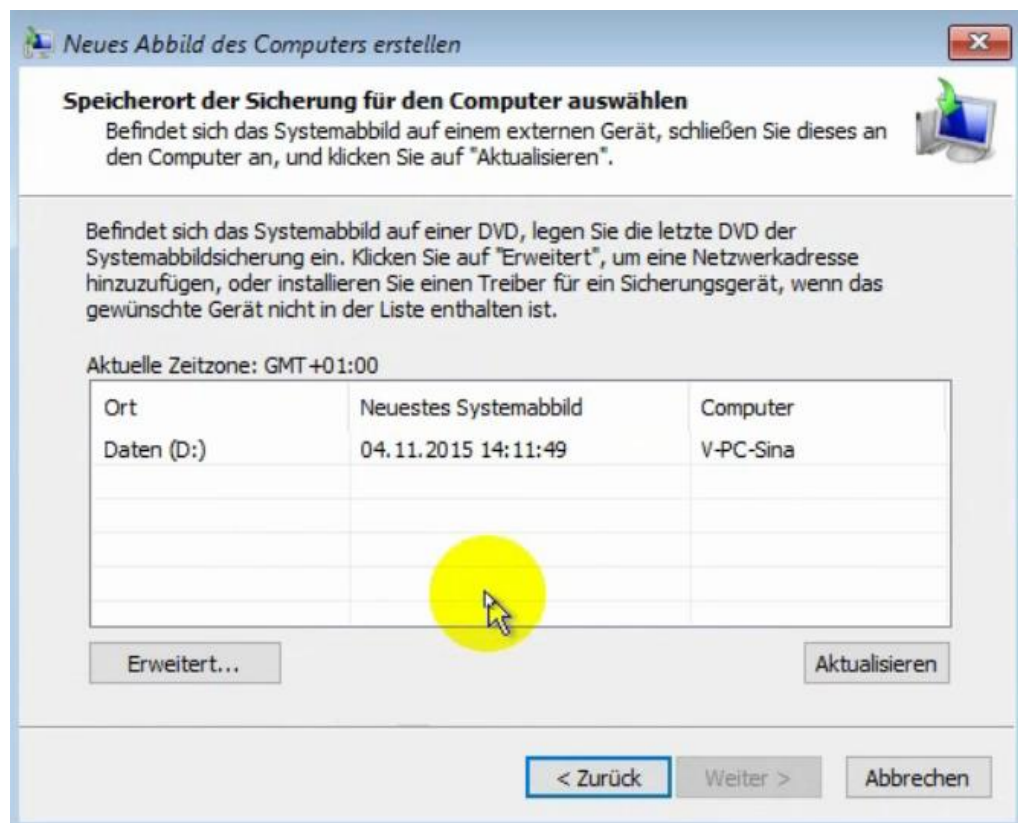 Neues Abbild des Computers erstellen
Speicherort der Sicherung für den Computer auswählen
Befindet sich das Systemabbild auf einem externen Gerät, schließen Sie dieses an
den Computer an, und klicken Sie auf "Aktualisieren".
Befindet sich das Systemabbild auf einer DVD, legen Sie die letzte DVD der
Systemabbildsicherung ein. Klicken Sie auf "Erweitert", um eine Netzwerkadresse
hinzuzufügen, oder installieren Sie einen Treiber für ein Sicherungsgerät, wenn das
gewünschte Gerät nicht in der Liste enthalten ist.
Aktuelle Zeitzone: GMT+01:00
Ort Neuestes Systemabbild Computer
Daten (D:) 04.11.2015 14:11:49 V-PC-Sina
Erweitert... Aktualisieren
< Zurück Weiter > Abbrechen